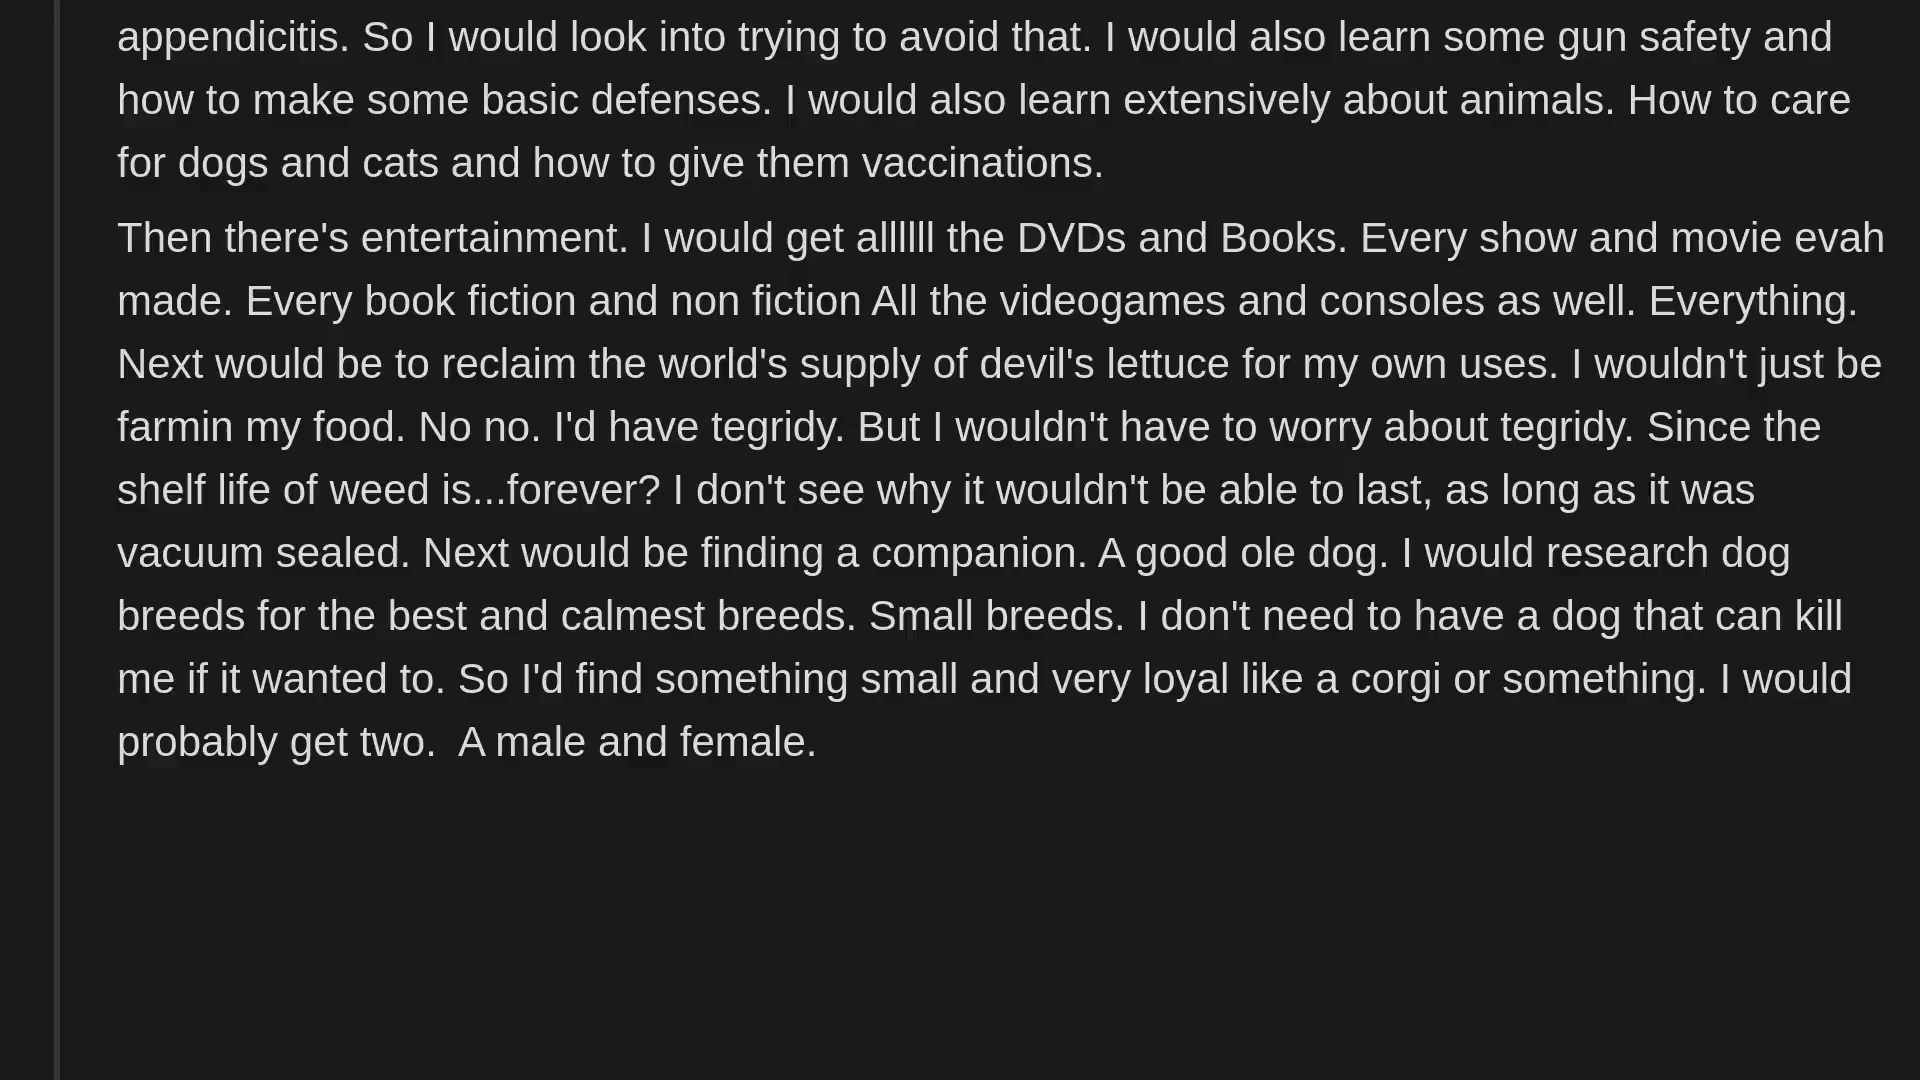 appendicitis. So I would look into trying to avoid that. I would also learn some gun safety and
how to make some basic defenses. I would also learn extensively about animals. How to care
for dogs and cats and how to give them vaccinations.
Then there's entertainment. I would get allllll the DVDs and Books. Every show and movie evah
made. Every book fiction and non fiction All the videogames and consoles as well. Everything.
Next would be to reclaim the world's supply of devil's lettuce for my own uses. I wouldn't just be
farmin my food. No no. I'd have tegridy. But I wouldn't have to worry about tegridy. Since the
shelf life of weed is...forever? I don't see why it wouldn't be able to last, as long as it was
vacuum sealed. Next would be finding a companion. A good ole dog. I would research dog
breeds for the best and calmest breeds. Small breeds. I don't need to have a dog that can kill
me if it wanted to. So I'd find something small and very loyal like a corgi or something. I would
probably get two.  A male and female.